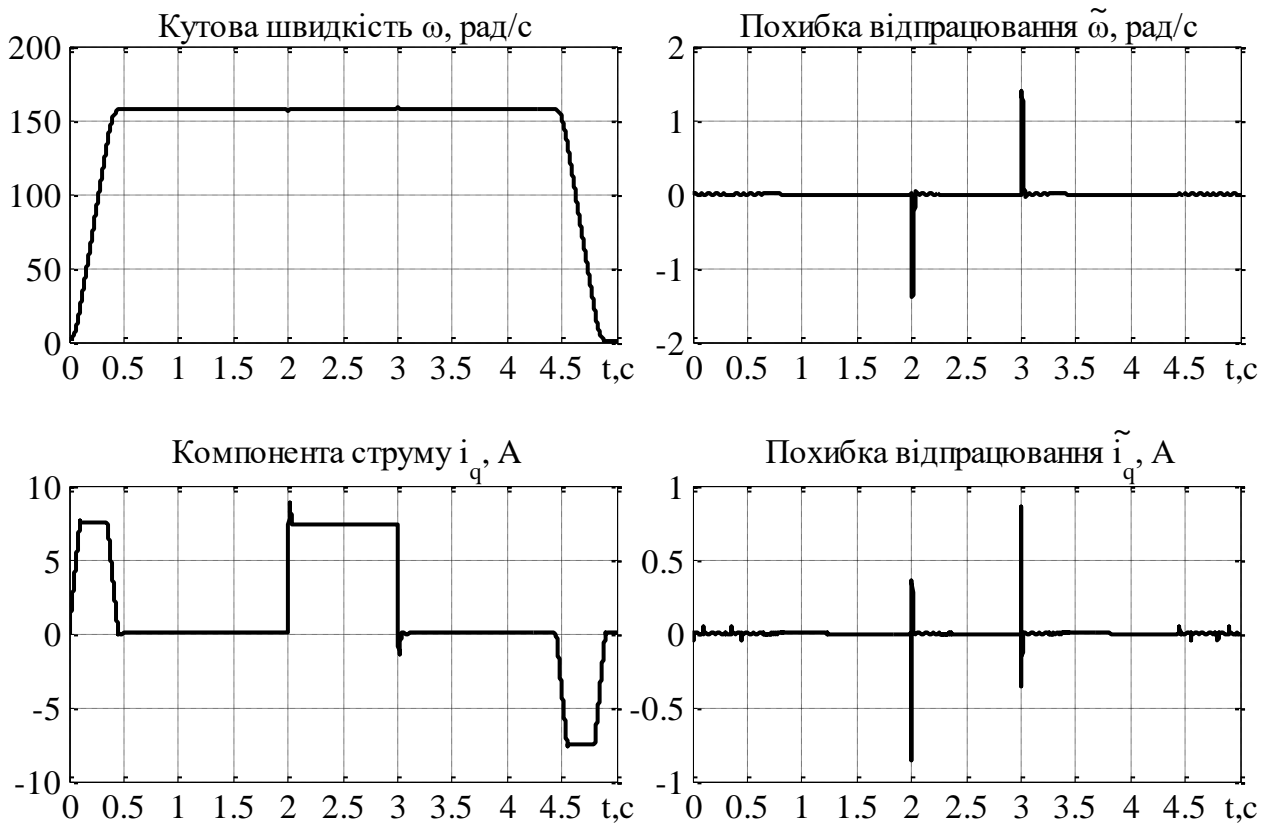 Кутова швидкість ω, рад/с
200
150
100
50
0
0 0.5 1 1.5 2 2.5 3 3.5 4 4.5 t,с
Похибка відпрацювання ω̃, рад/с
2
1
0
-1
-2
0 0.5 1 1.5 2 2.5 3 3.5 4 4.5 t,с
Компонента струму i_q, А
10
5
0
-5
-10
0 0.5 1 1.5 2 2.5 3 3.5 4 4.5 t,с
Похибка відпрацювання ĩ_q, А
1
0.5
0
-0.5
-1
0 0.5 1 1.5 2 2.5 3 3.5 4 4.5 t,с